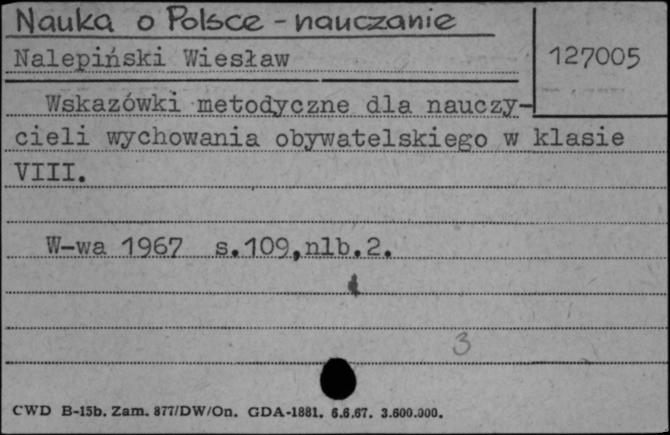 Nauka o Polsce - nauczanie
Nalepiński Wiesław
127005
Wskazówki metodyczne dla nauczy-
cieli wychowania obywatelskiego w klasie
VIII.
W-wa 1967 s.109,nlb.2.
3
CWD B-15b. Zam. 877/DW/On. GDA-1881. 6.6.67. 3.600.000.